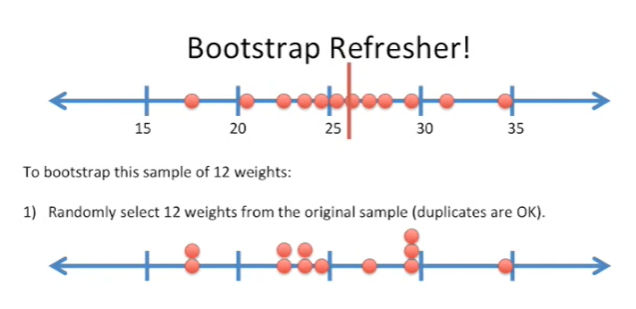 Bootstrap Refresher!
15 20 25 30 35
To bootstrap this sample of 12 weights:
1) Randomly select 12 weights from the original sample (duplicates are OK).